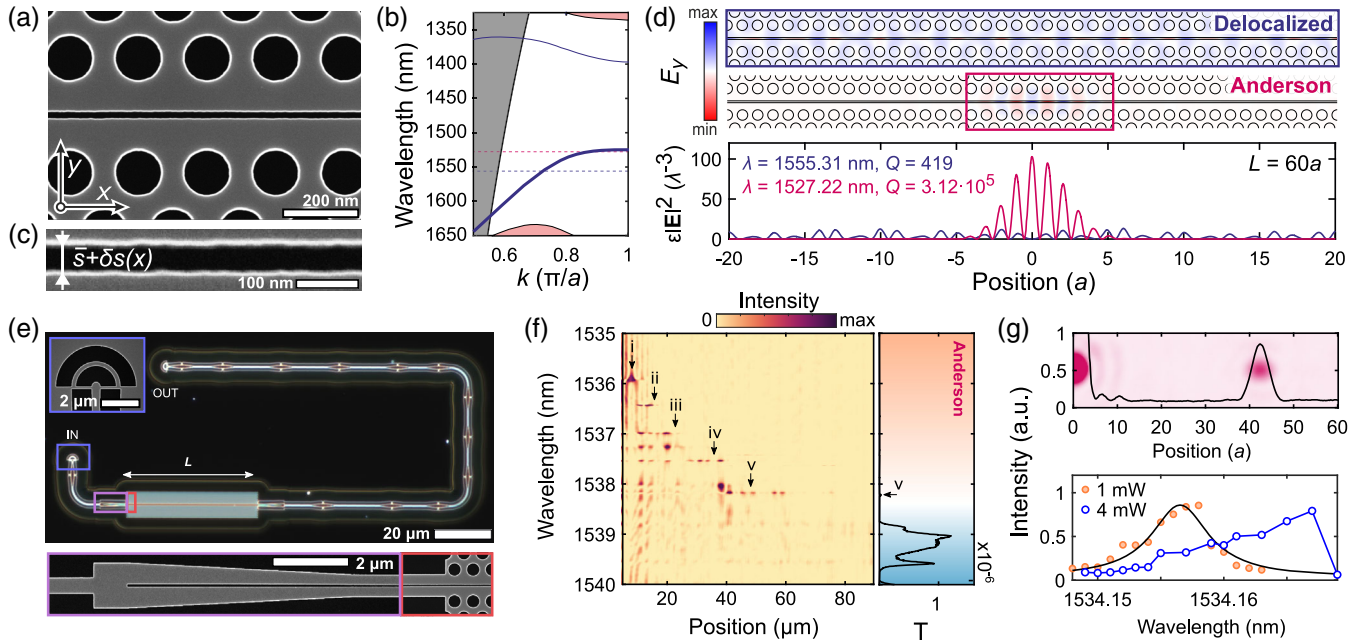 (a)
y
x
200 nm
(b)
Wavelength (nm)
1350
1400
1450
1500
1550
1600
1650
0.6
0.8
1
k (π/a)
(c)
s̄+δs(x)
100 nm
(d)
max
E_y
min
Delocalized
Anderson
ε|E|² (λ⁻³)
100
50
0
λ = 1555.31 nm, Q = 419
λ = 1527.22 nm, Q = 3.12·10⁵
L = 60a
-20
-15
-10
-5
0
5
10
15
20
Position (a)
(e)
2 μm
OUT
IN
L
20 μm
2 μm
(f)
Intensity
0
max
Wavelength (nm)
1535
1536
1537
1538
1539
1540
i
ii
iii
iv
v
20
40
60
80
Position (μm)
Anderson
v
x10⁻⁶
1
T
(g)
Intensity (a.u.)
1
0.5
0
0
10
20
30
40
50
60
Position (a)
1
0.5
0
1 mW
4 mW
1534.15
1534.16
Wavelength (nm)